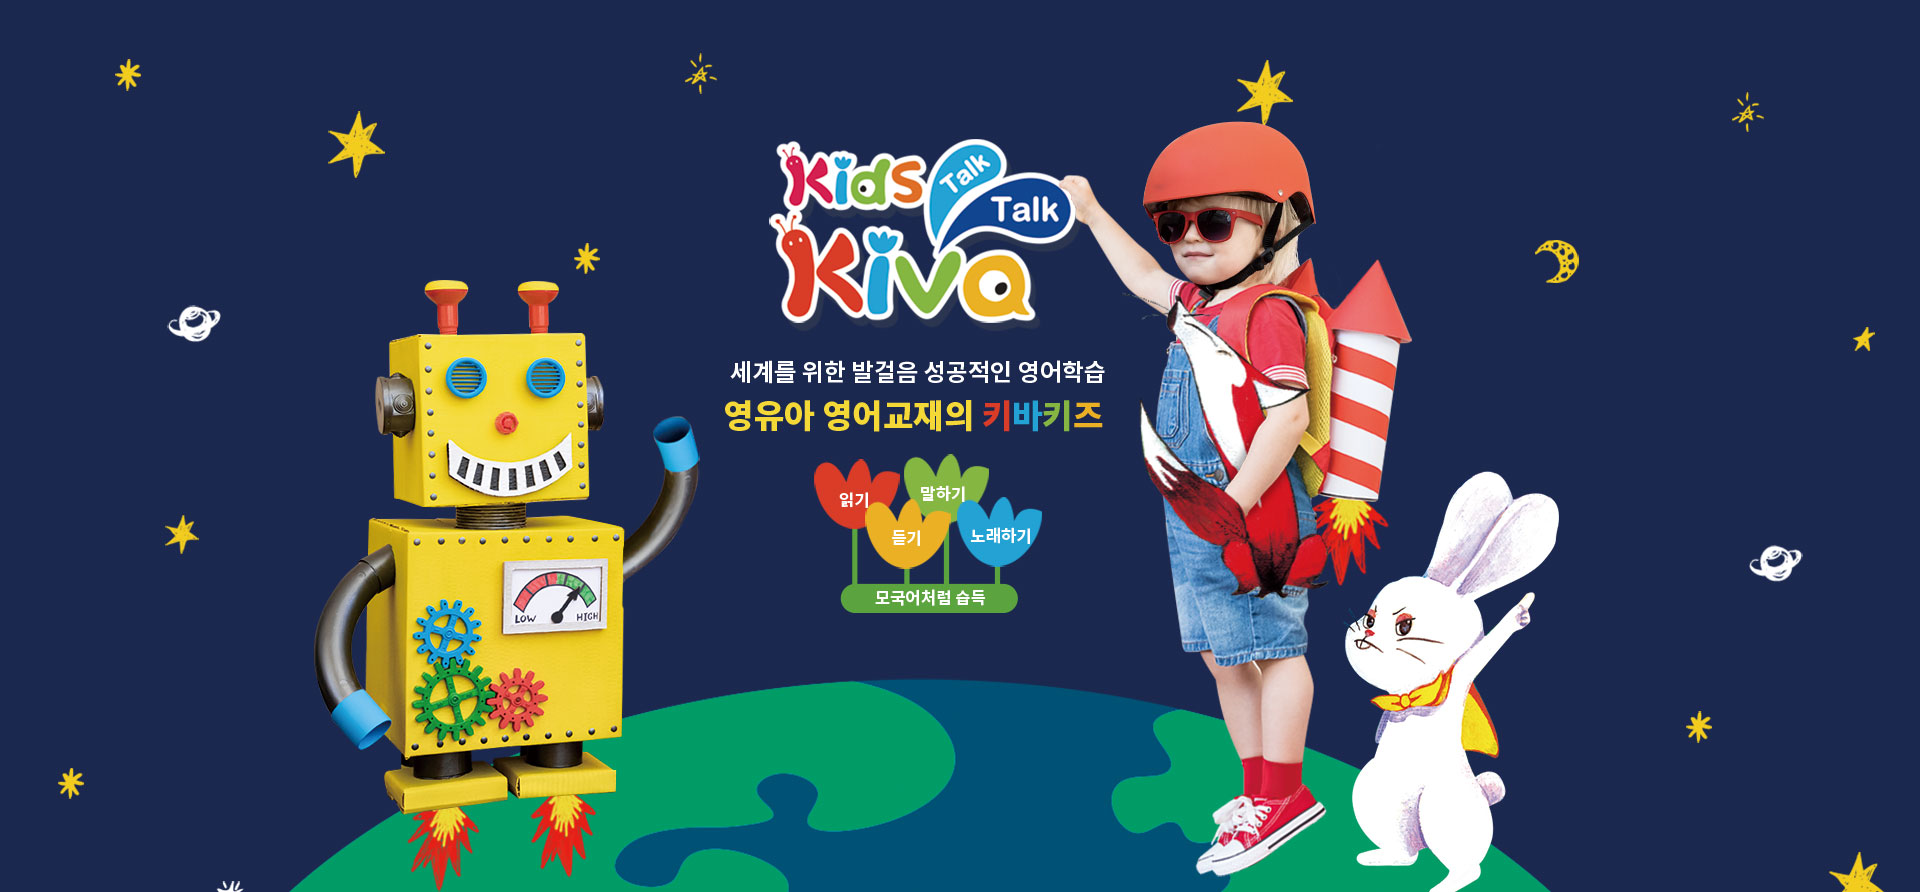 Kids Talk Talk
Kiva
세계를 위한 발걸음 성공적인 영어학습
영유아 영어교재의 키바키즈
읽기
말하기
듣기
노래하기
모국어처럼 습득
LOW HIGH